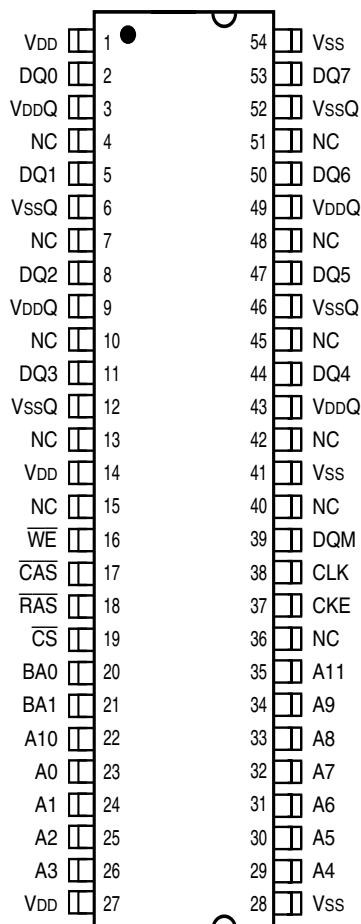 VDD 1 54 VSS
DQ0 2 53 DQ7
VDDQ 3 52 VSSQ
NC 4 51 NC
DQ1 5 50 DQ6
VSSQ 6 49 VDDQ
NC 7 48 NC
DQ2 8 47 DQ5
VDDQ 9 46 VSSQ
NC 10 45 NC
DQ3 11 44 DQ4
VSSQ 12 43 VDDQ
NC 13 42 NC
VDD 14 41 VSS
NC 15 40 NC
W̅E̅ 16 39 DQM
C̅A̅S̅ 17 38 CLK
R̅A̅S̅ 18 37 CKE
C̅S̅ 19 36 NC
BA0 20 35 A11
BA1 21 34 A9
A10 22 33 A8
A0 23 32 A7
A1 24 31 A6
A2 25 30 A5
A3 26 29 A4
VDD 27 28 VSS